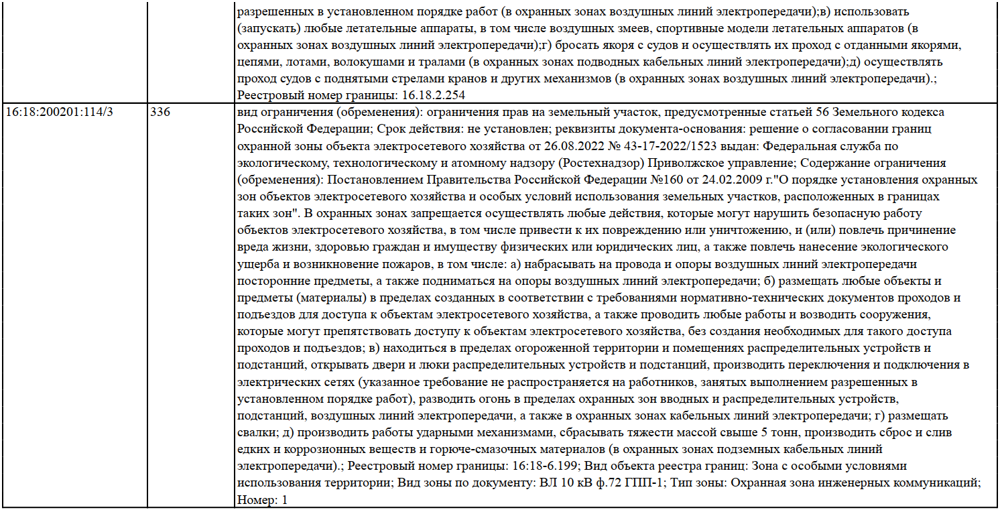 разрешенных в установленном порядке работ (в охранных зонах воздушных линий электропередачи);в) использовать
(запускать) любые летательные аппараты, в том числе воздушных змеев, спортивные модели летательных аппаратов (в
охранных зонах воздушных линий электропередачи);г) бросать якоря с судов и осуществлять их проход с отданными якорями,
цепями, лотами, волокушами и тралами (в охранных зонах подводных кабельных линий электропередачи);д) осуществлять
проход судов с поднятыми стрелами кранов и других механизмов (в охранных зонах воздушных линий электропередачи).;
Реестровый номер границы: 16.18.2.254
16:18:200201:114/3 336 вид ограничения (обременения): ограничения прав на земельный участок, предусмотренные статьей 56 Земельного кодекса
Российской Федерации; Срок действия: не установлен; реквизиты документа-основания: решение о согласовании границ
охранной зоны объекта электросетевого хозяйства от 26.08.2022 № 43-17-2022/1523 выдан: Федеральная служба по
экологическому, технологическому и атомному надзору (Ростехнадзор) Приволжское управление; Содержание ограничения
(обременения): Постановлением Правительства Российской Федерации №160 от 24.02.2009 г."О порядке установления охранных
зон объектов электросетевого хозяйства и особых условий использования земельных участков, расположенных в границах
таких зон". В охранных зонах запрещается осуществлять любые действия, которые могут нарушить безопасную работу
объектов электросетевого хозяйства, в том числе привести к их повреждению или уничтожению, и (или) повлечь причинение
вреда жизни, здоровью граждан и имуществу физических или юридических лиц, а также повлечь нанесение экологического
ущерба и возникновение пожаров, в том числе: а) набрасывать на провода и опоры воздушных линий электропередачи
посторонние предметы, а также подниматься на опоры воздушных линий электропередачи; б) размещать любые объекты и
предметы (материалы) в пределах созданных в соответствии с требованиями нормативно-технических документов проходов и
подъездов для доступа к объектам электросетевого хозяйства, а также проводить любые работы и возводить сооружения,
которые могут препятствовать доступу к объектам электросетевого хозяйства, без создания необходимых для такого доступа
проходов и подъездов; в) находиться в пределах огороженной территории и помещениях распределительных устройств и
подстанций, открывать двери и люки распределительных устройств и подстанций, производить переключения и подключения в
электрических сетях (указанное требование не распространяется на работников, занятых выполнением разрешенных в
установленном порядке работ), разводить огонь в пределах охранных зон вводных и распределительных устройств,
подстанций, воздушных линий электропередачи, а также в охранных зонах кабельных линий электропередачи; г) размещать
свалки; д) производить работы ударными механизмами, сбрасывать тяжести массой свыше 5 тонн, производить сброс и слив
едких и коррозионных веществ и горюче-смазочных материалов (в охранных зонах подземных кабельных линий
электропередачи).; Реестровый номер границы: 16:18-6.199; Вид объекта реестра границ: Зона с особыми условиями
использования территории; Вид зоны по документу: ВЛ 10 кВ ф.72 ГПП-1; Тип зоны: Охранная зона инженерных коммуникаций;
Номер: 1